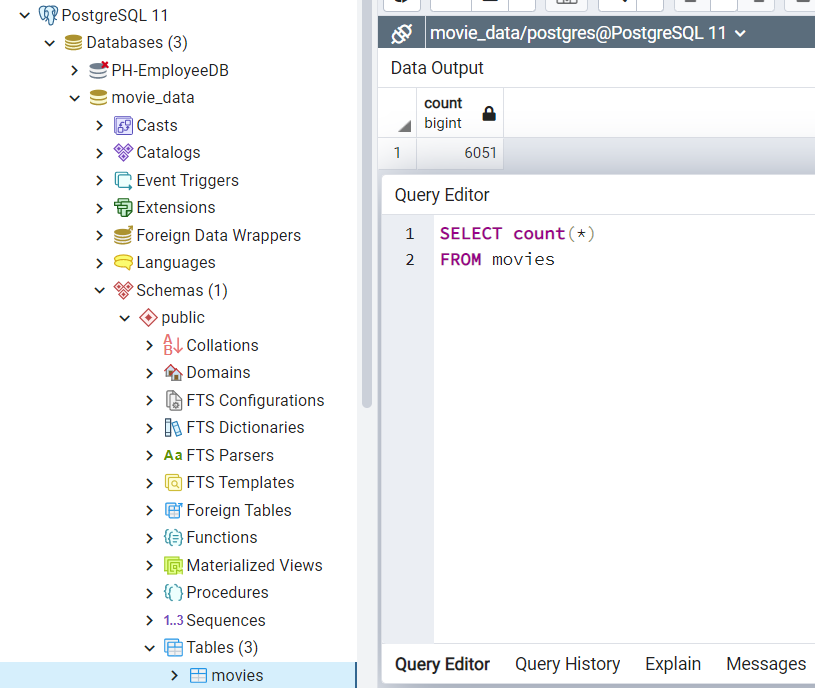 PostgreSQL 11
Databases (3)
PH-EmployeeDB
movie_data
Casts
Catalogs
Event Triggers
Extensions
Foreign Data Wrappers
Languages
Schemas (1)
public
Collations
Domains
FTS Configurations
FTS Dictionaries
Aa FTS Parsers
FTS Templates
Foreign Tables
Functions
Materialized Views
Procedures
1..3 Sequences
Tables (3)
movies
movie_data/postgres@PostgreSQL 11
Data Output
count
bigint
1 6051
Query Editor
1 SELECT count(*)
2 FROM movies
Query Editor Query History Explain Messages